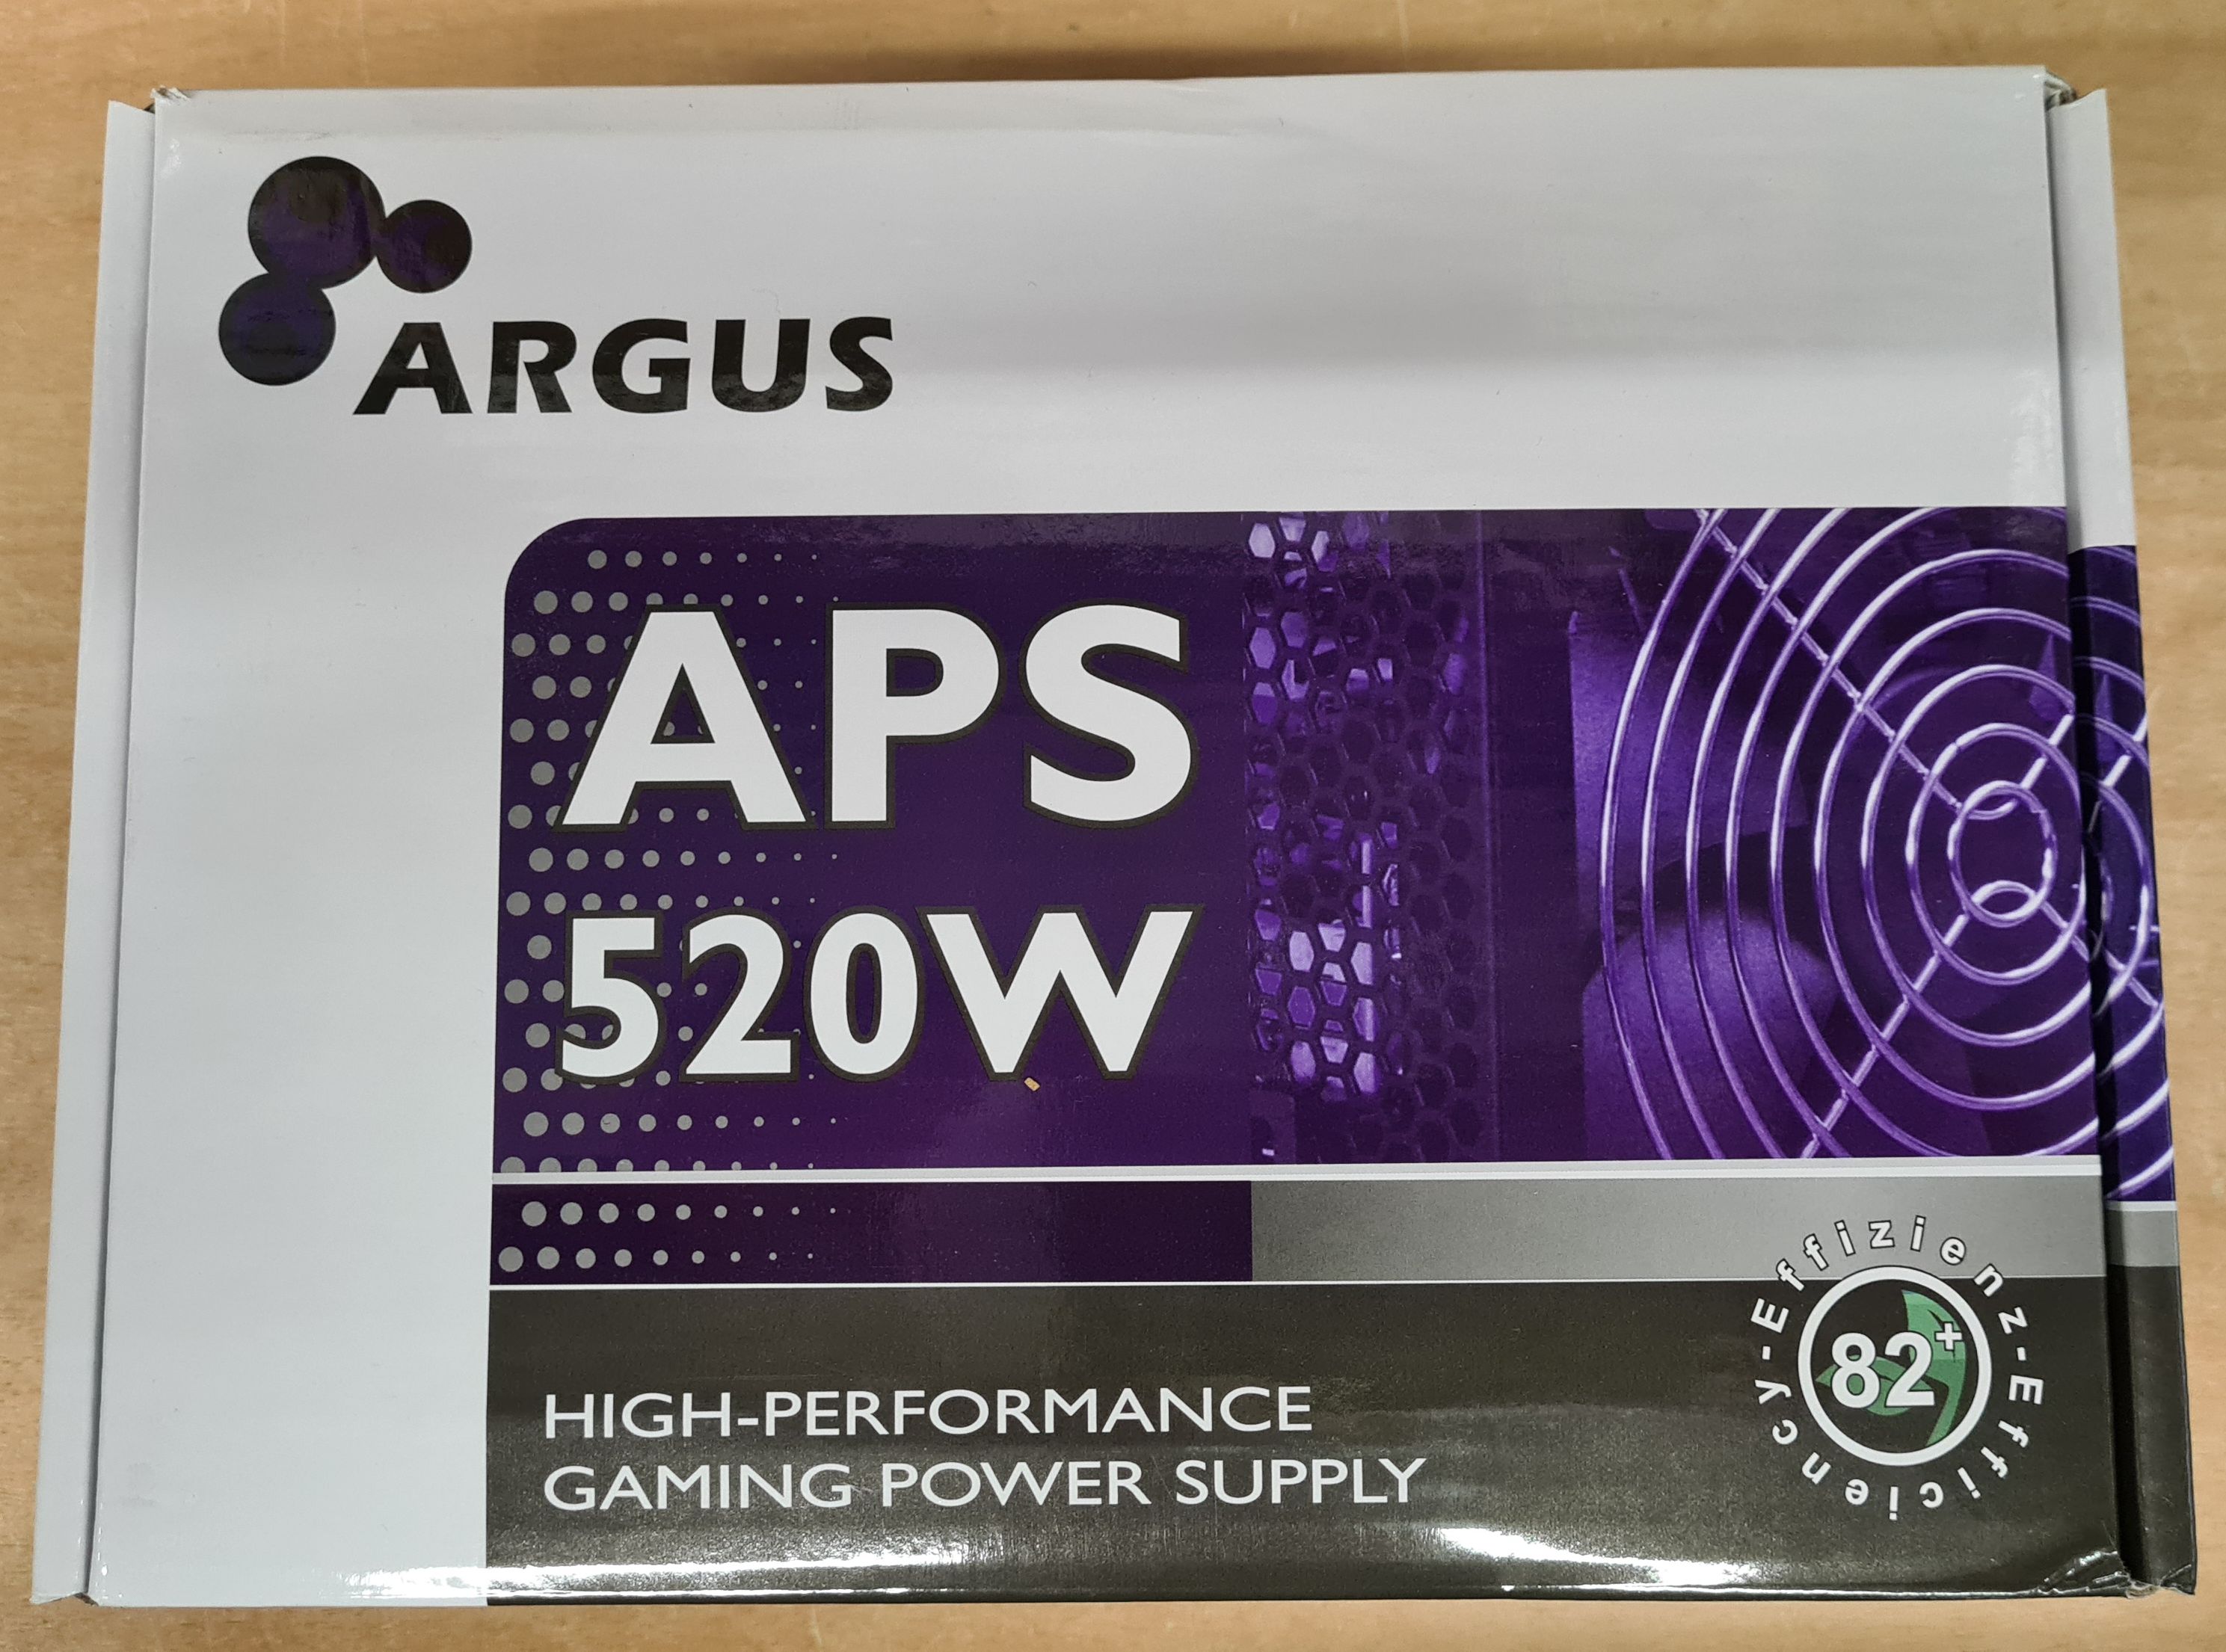 ARGUS
APS
520W
HIGH-PERFORMANCE
GAMING POWER SUPPLY
Effizienz-Efficiency-
82+